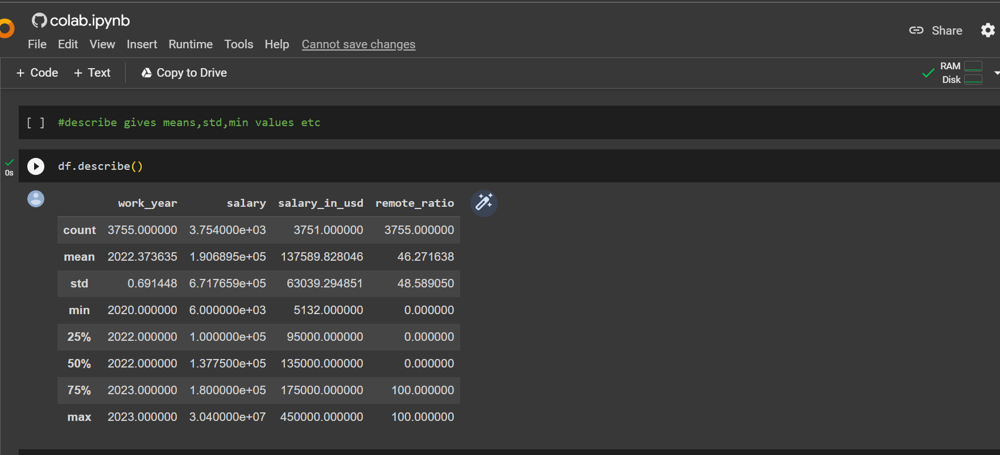 colab.ipynb
File Edit View Insert Runtime Tools Help Cannot save changes
Share
+ Code + Text Copy to Drive
RAM
Disk
[ ] #describe gives means,std,min values etc
0s
df.describe()
work_year salary salary_in_usd remote_ratio
count 3755.000000 3.754000e+03 3751.000000 3755.000000
mean 2022.373635 1.906895e+05 137589.828046 46.271638
std 0.691448 6.717659e+05 63039.294851 48.589050
min 2020.000000 6.000000e+03 5132.000000 0.000000
25% 2022.000000 1.000000e+05 95000.000000 0.000000
50% 2022.000000 1.377500e+05 135000.000000 0.000000
75% 2023.000000 1.800000e+05 175000.000000 100.000000
max 2023.000000 3.040000e+07 450000.000000 100.000000